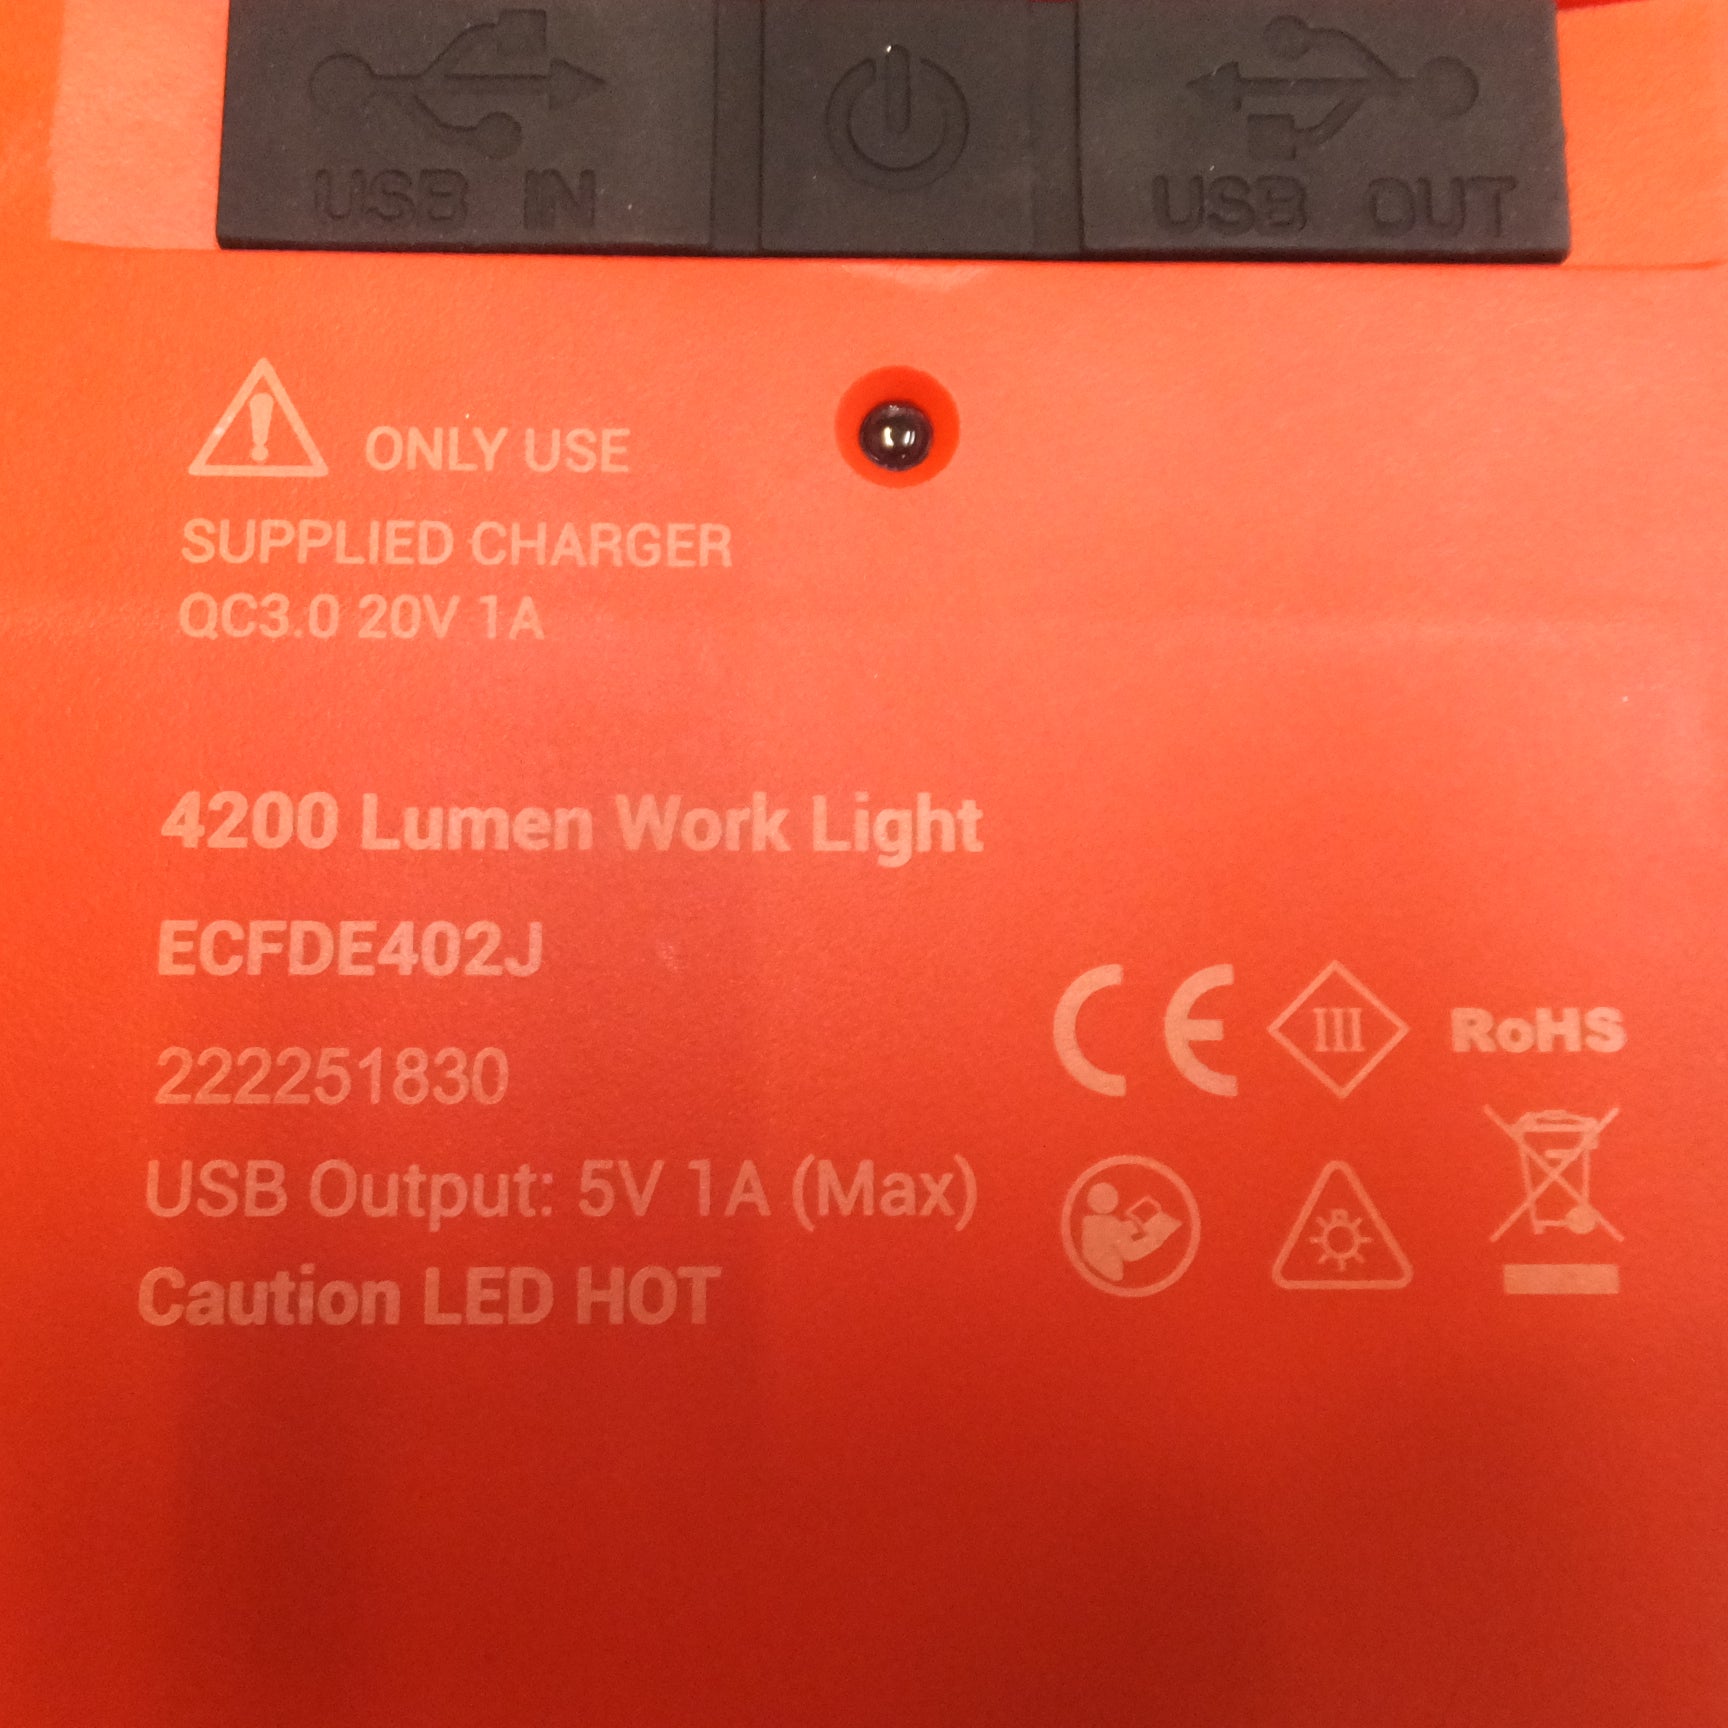 USB IN
USB OUT
ONLY USE
SUPPLIED CHARGER
QC3.0 20V 1A
4200 Lumen Work Light
ECFDE402J
222251830
USB Output: 5V 1A (Max)
Caution LED HOT
CE
III
RoHS